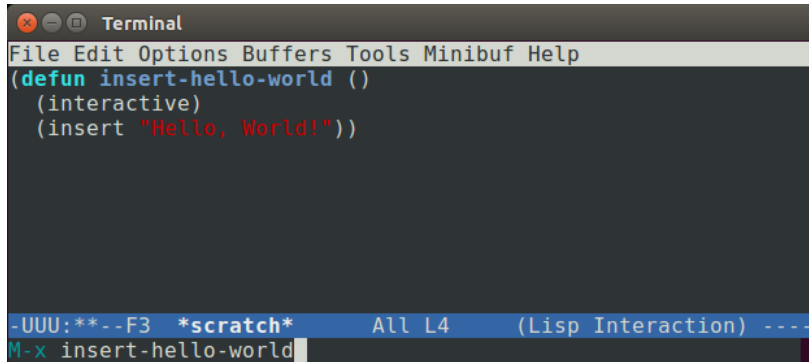 Terminal
File Edit Options Buffers Tools Minibuf Help
(defun insert-hello-world ()
  (interactive)
  (insert "Hello, World!"))
-UUU:**--F3  *scratch*      All L4     (Lisp Interaction) ----
M-x insert-hello-world